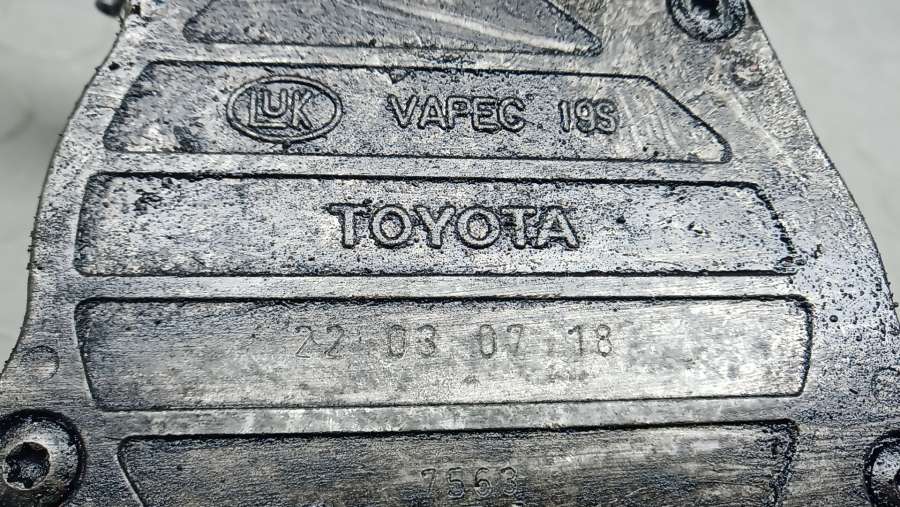 LUK VAPEC 19S
TOYOTA
22 03 07 18
7563